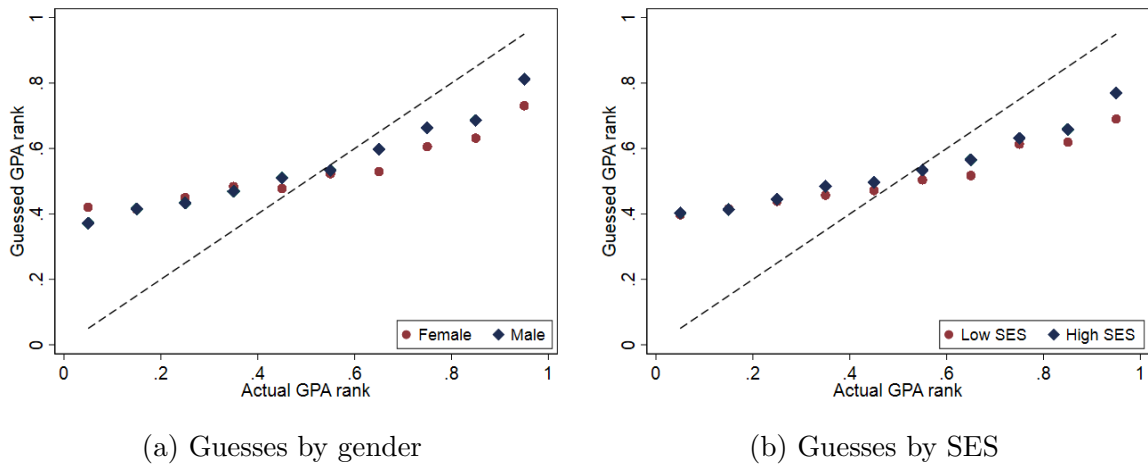 1
.8
.6
.4
.2
0
Guessed GPA rank
Female Male
0 .2 .4 .6 .8 1
Actual GPA rank
(a) Guesses by gender
1
.8
.6
.4
.2
0
Guessed GPA rank
Low SES High SES
0 .2 .4 .6 .8 1
Actual GPA rank
(b) Guesses by SES